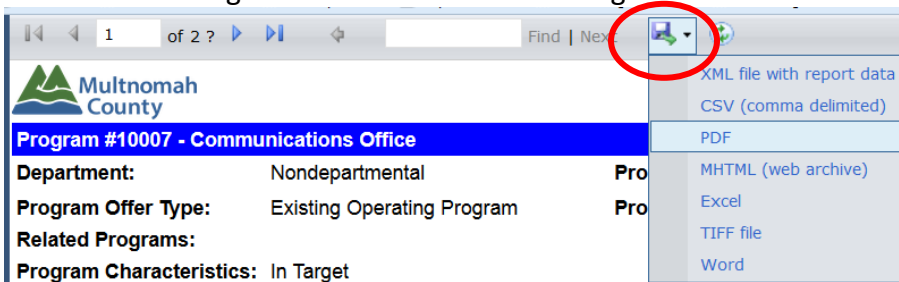 1 of 2 ? Find | Next
XML file with report data
CSV (comma delimited)
PDF
MHTML (web archive)
Excel
TIFF file
Word
Multnomah
County
Program #10007 - Communications Office
Department: Nondepartmental Pro
Program Offer Type: Existing Operating Program Pro
Related Programs:
Program Characteristics: In Target